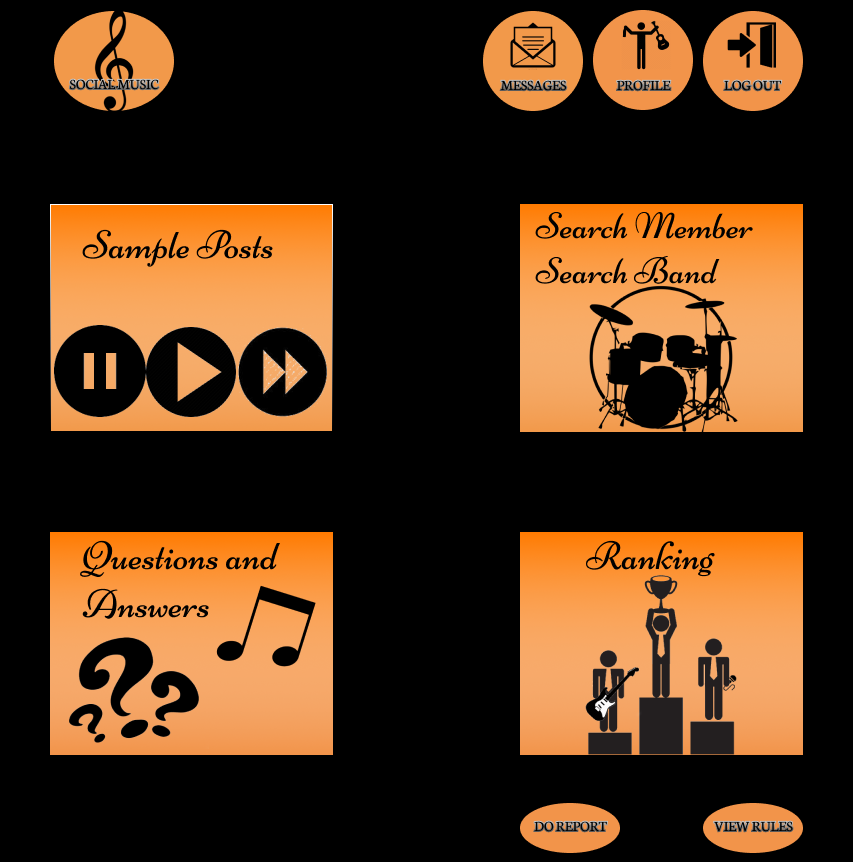 SOCIAL MUSIC
MESSAGES
PROFILE
LOG OUT
Sample Posts
Search Member
Search Band
Questions and
Answers
Ranking
DO REPORT
VIEW RULES